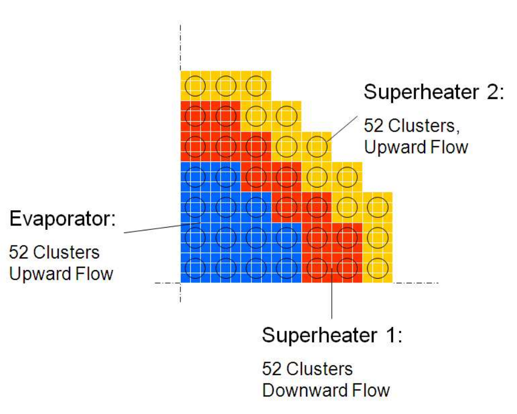 Superheater 2:
52 Clusters,
Upward Flow
Evaporator:
52 Clusters
Upward Flow
Superheater 1:
52 Clusters
Downward Flow